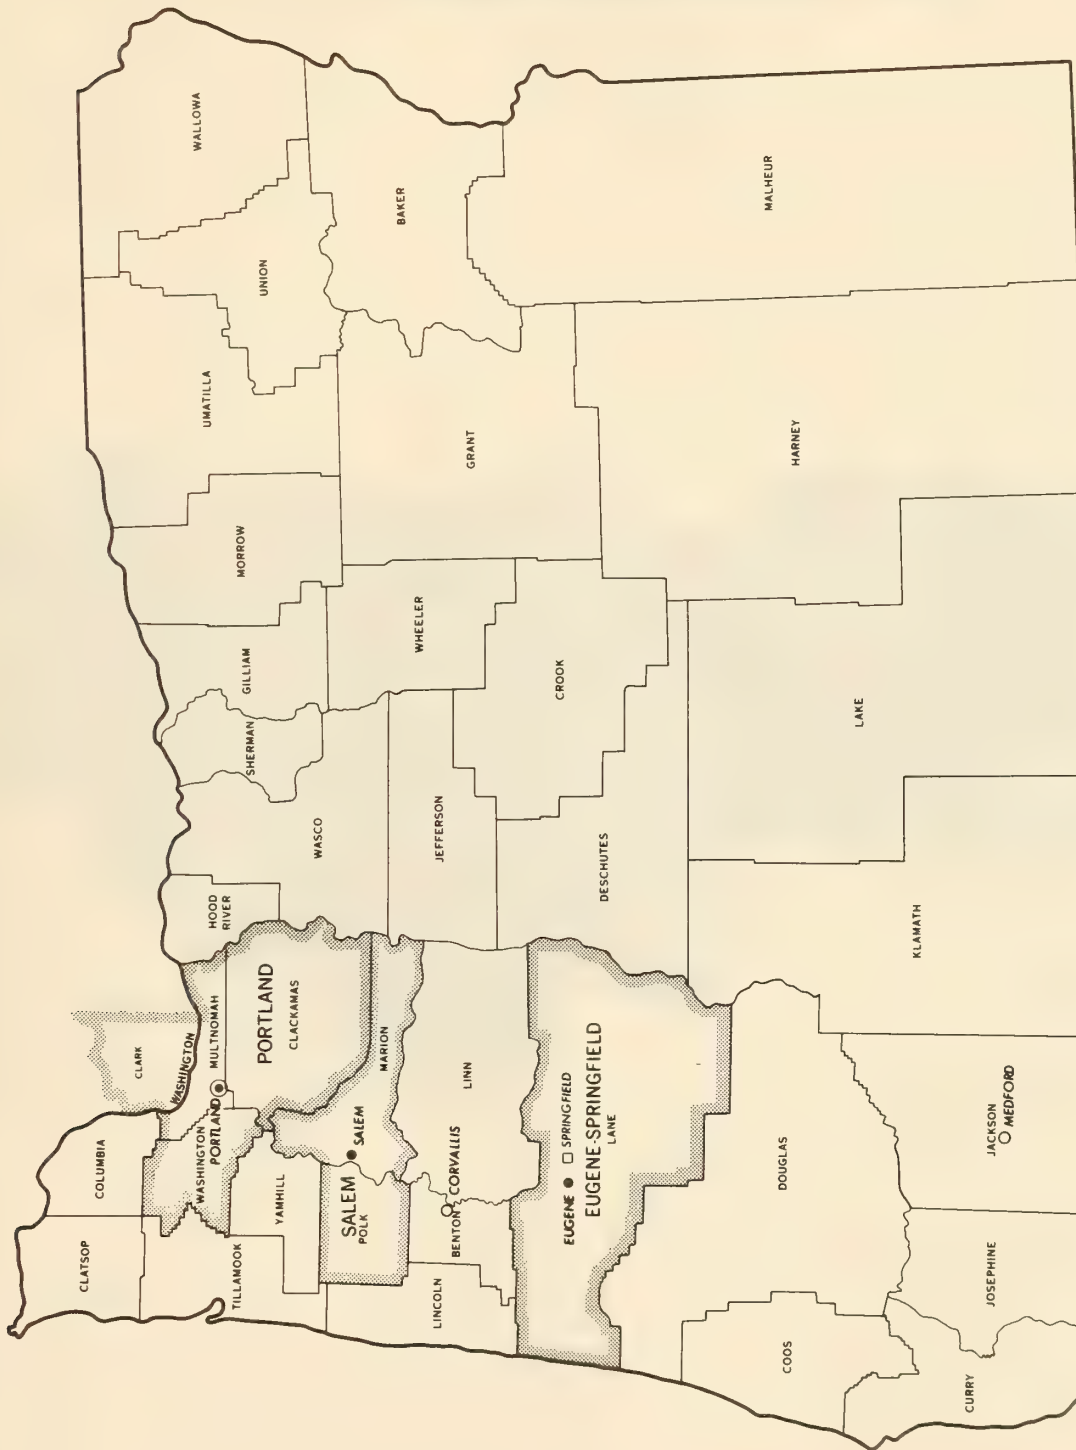 CLATSOP
COLUMBIA
CLARK
WASHINGTON
TILLAMOOK
WASHINGTON
PORTLAND
MULTNOMAH
HOOD
RIVER
YAMHILL
PORTLAND
CLACKAMAS
WASCO
SHERMAN
GILLIAM
MORROW
UMATILLA
UNION
WALLOWA
SALEM
POLK
SALEM
MARION
LINCOLN
BENTON
CORVALLIS
LINN
JEFFERSON
WHEELER
GRANT
BAKER
EUGENE
SPRINGFIELD
EUGENE-SPRINGFIELD
LANE
DESCHUTES
CROOK
COOS
DOUGLAS
KLAMATH
LAKE
HARNEY
MALHEUR
CURRY
JOSEPHINE
JACKSON
MEDFORD